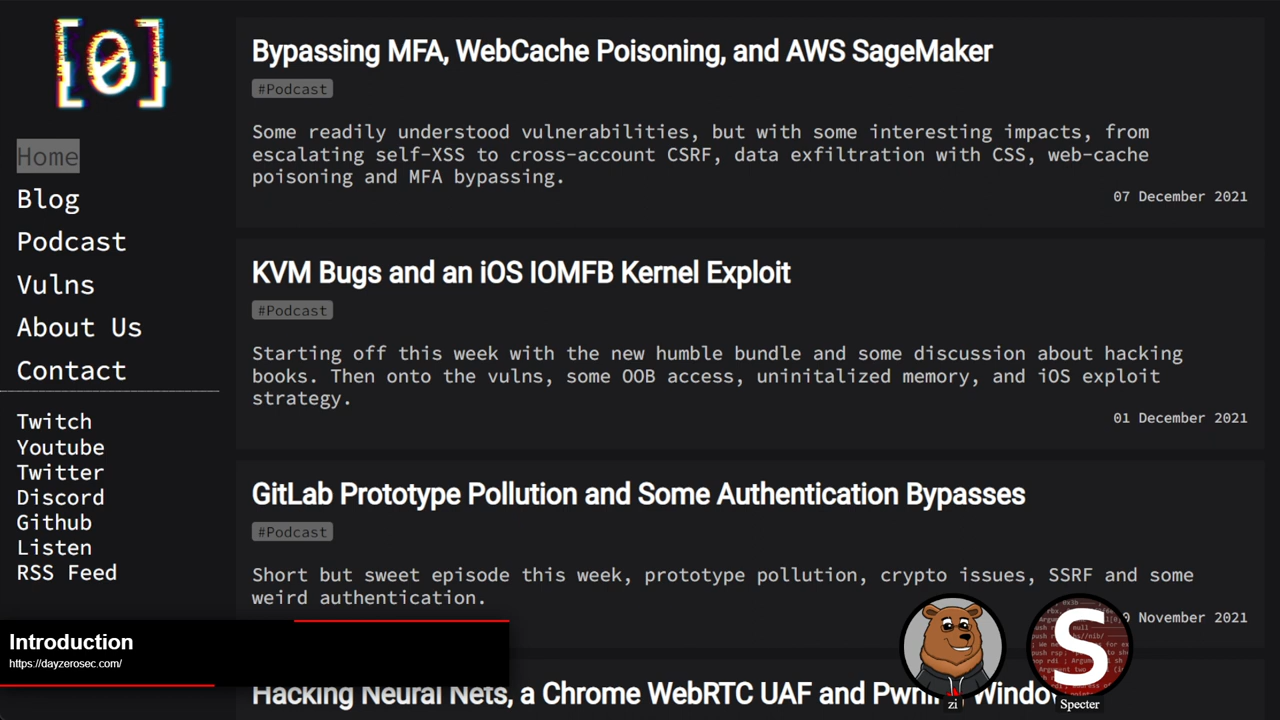 [0]
Home
Blog
Podcast
Vulns
About Us
Contact
Twitch
Youtube
Twitter
Discord
Github
Listen
RSS Feed
Bypassing MFA, WebCache Poisoning, and AWS SageMaker
#Podcast
Some readily understood vulnerabilities, but with some interesting impacts, from
escalating self-XSS to cross-account CSRF, data exfiltration with CSS, web-cache
poisoning and MFA bypassing.
07 December 2021
KVM Bugs and an iOS IOMFB Kernel Exploit
#Podcast
Starting off this week with the new humble bundle and some discussion about hacking
books. Then onto the vulns, some OOB access, uninitalized memory, and iOS exploit
strategy.
01 December 2021
GitLab Prototype Pollution and Some Authentication Bypasses
#Podcast
Short but sweet episode this week, prototype pollution, crypto issues, SSRF and some
weird authentication.
November 2021
Hacking Neural Nets, a Chrome WebRTC UAF and
Introduction
https://dayzerosec.com/
zi
S
Specter